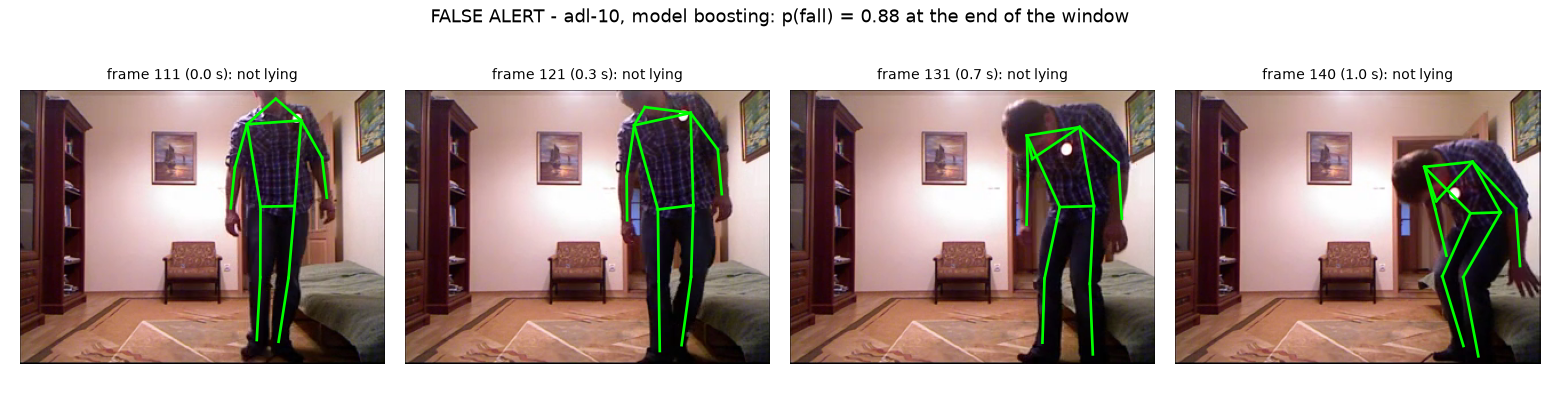 FALSE ALERT - adl-10, model boosting: p(fall) = 0.88 at the end of the window
frame 111 (0.0 s): not lying
frame 121 (0.3 s): not lying
frame 131 (0.7 s): not lying
frame 140 (1.0 s): not lying